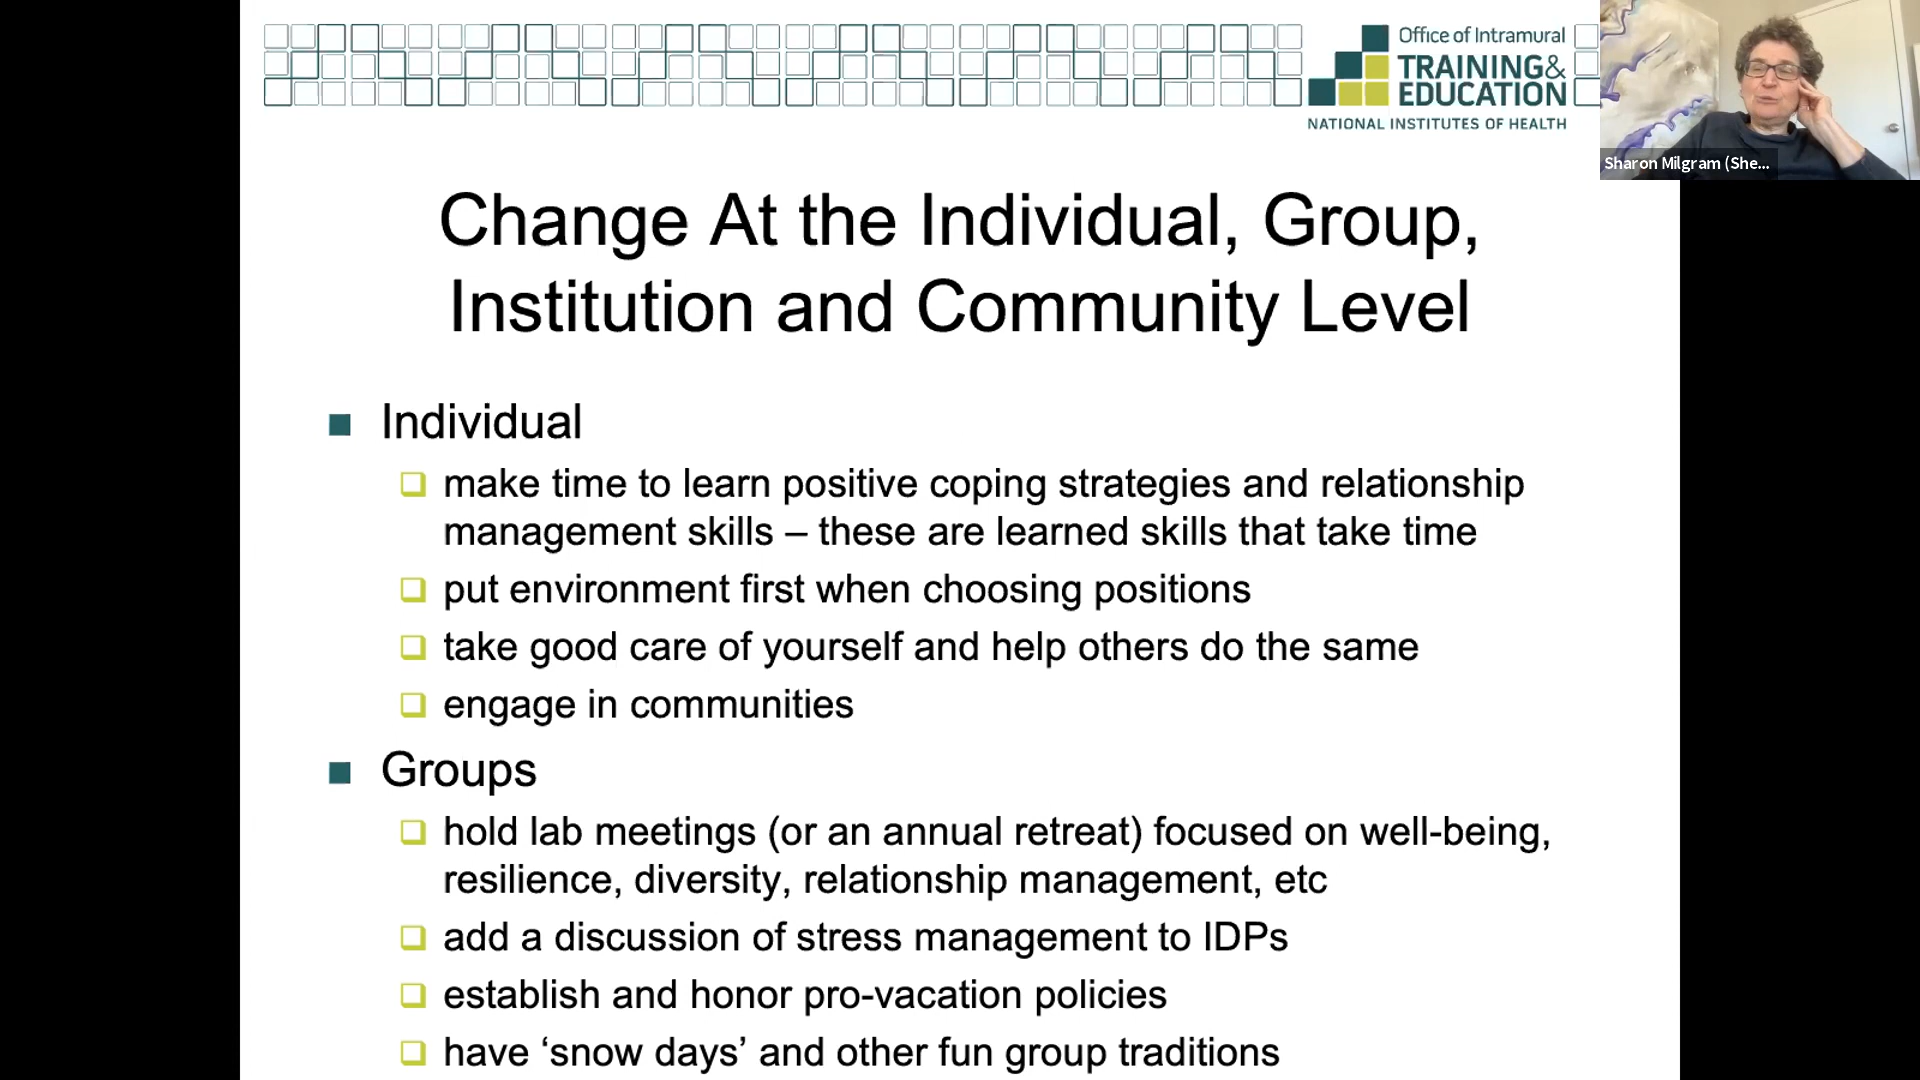 Office of Intramural
TRAINING&
EDUCATION
NATIONAL INSTITUTES OF HEALTH
Sharon Milgram (She...
Change At the Individual, Group,
Institution and Community Level
Individual
make time to learn positive coping strategies and relationship
management skills – these are learned skills that take time
put environment first when choosing positions
take good care of yourself and help others do the same
engage in communities
Groups
hold lab meetings (or an annual retreat) focused on well-being,
resilience, diversity, relationship management, etc
add a discussion of stress management to IDPs
establish and honor pro-vacation policies
have ‘snow days’ and other fun group traditions